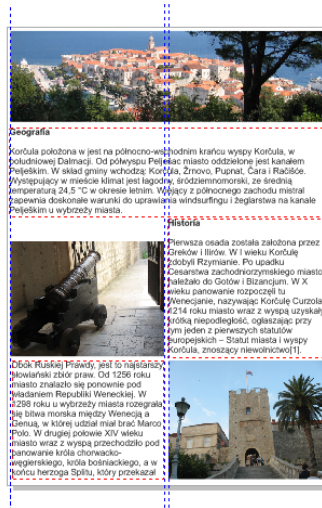 Geografia
Korčula położona w jest na północno-wschodnim krańcu wyspy Korčula, w
południowej Dalmacji. Od półwyspu Pelješac miasto oddzielone jest kanałem
Pelješkim. W skład gminy wchodzą: Korčula, Žrnovo, Pupnat, Čara i Račišće.
Występujący w mieście klimat jest łagodny, śródziemnomorski, ze średnią
temperaturą 24,5 °C w okresie letnim. Wiejący z północnego zachodu mistral
zapewnia doskonałe warunki do uprawiania windsurfingu i żeglarstwa na kanale
Pelješkim u wybrzeży miasta.
Historia
Pierwsza osada została założona przez
Greków i Ilirów. W I wieku Korčulę
zdobyli Rzymianie. Po upadku
Cesarstwa zachodniorzymskiego miasto
należało do Gotów i Bizancjum. W X
wieku panowanie rozpoczęli tu
Wenecjanie, nazywając Korčulę Curzola
1214 roku miasto wraz z wyspą uzyskały
krótką niepodległość, ogłaszając przy
tym jeden z pierwszych statutów
europejskich – Statut miasta i wyspy
Korčula, znoszący niewolnictwo[1].
Obok Ruskiej Prawdy, jest to najstarszy
słowiański zbiór praw. Od 1256 roku
miasto znalazło się ponownie pod
władaniem Republiki Weneckiej. W
1298 roku u wybrzeży miasta rozegrała
się bitwa morska między Wenecją a
Genuą, w której udział miał brać Marco
Polo. W drugiej połowie XIV wieku
miasto wraz z wyspą przechodziło pod
panowanie króla chorwacko-
węgierskiego, króla bośniackiego, a w
końcu herzoga Splitu, który przekazał